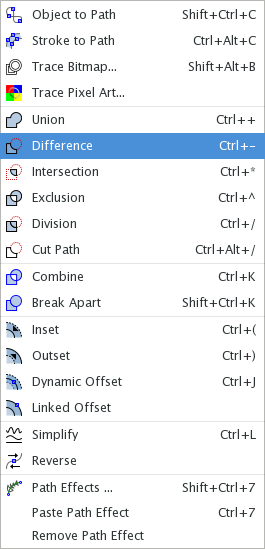 Object to Path Shift+Ctrl+C
Stroke to Path Ctrl+Alt+C
Trace Bitmap... Shift+Alt+B
Trace Pixel Art...
Union Ctrl++
Difference Ctrl+-
Intersection Ctrl+*
Exclusion Ctrl+^
Division Ctrl+/
Cut Path Ctrl+Alt+/
Combine Ctrl+K
Break Apart Shift+Ctrl+K
Inset Ctrl+(
Outset Ctrl+)
Dynamic Offset Ctrl+J
Linked Offset
Simplify Ctrl+L
Reverse
Path Effects ... Shift+Ctrl+7
Paste Path Effect Ctrl+7
Remove Path Effect